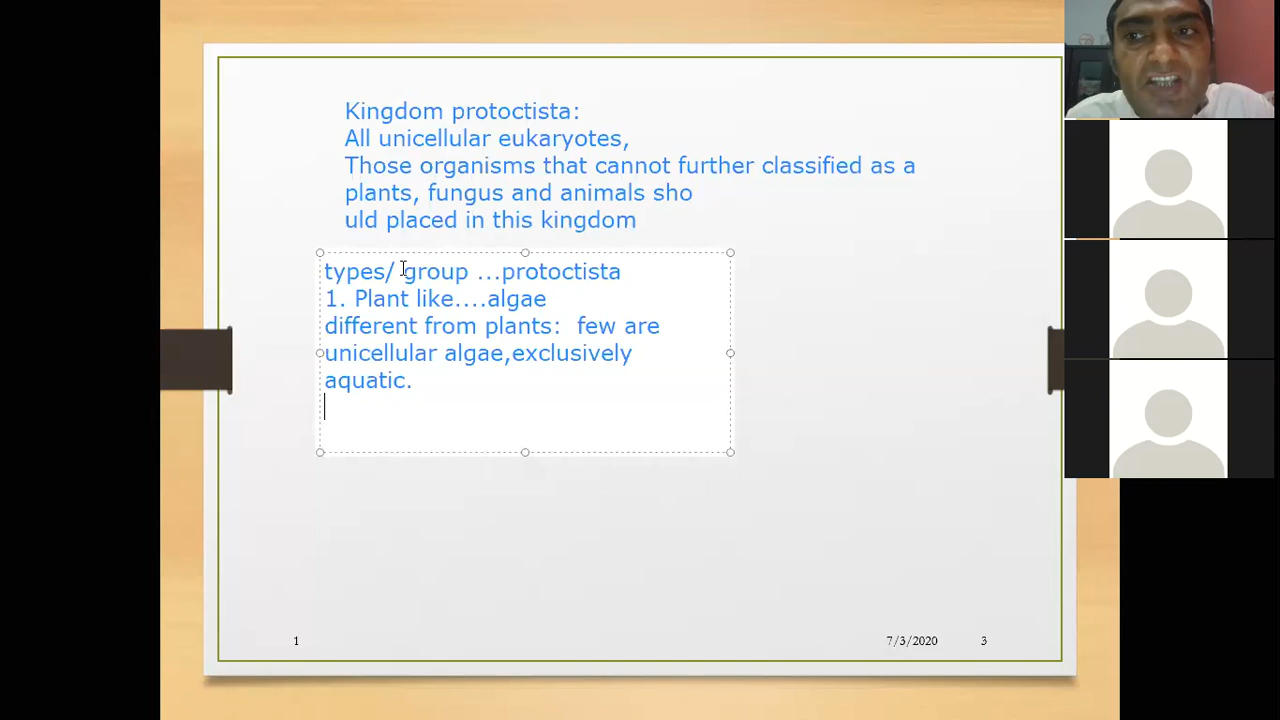 Kingdom protoctista:
All unicellular eukaryotes,
Those organisms that cannot further classified as a
plants, fungus and animals sho
uld placed in this kingdom
types/ group ...protoctista
1. Plant like....algae
different from plants:  few are
unicellular algae,exclusively
aquatic.
1
7/3/2020
3